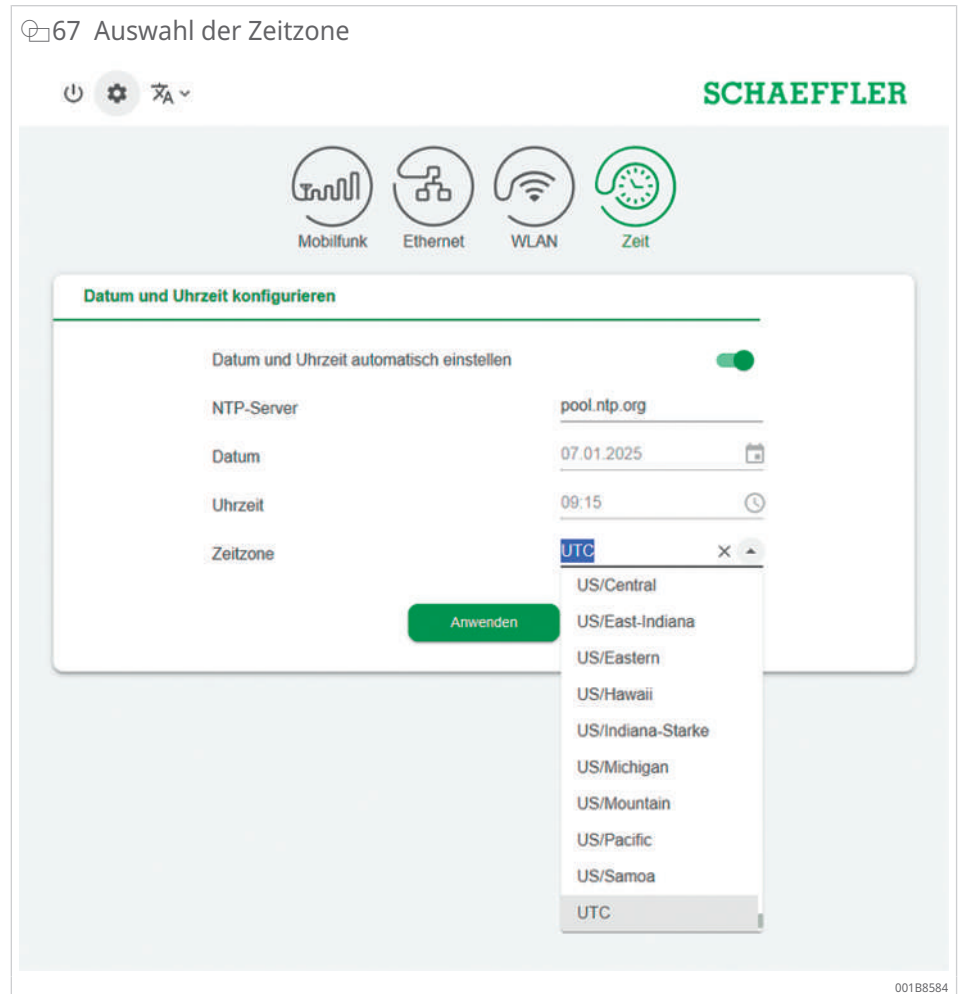 67 Auswahl der Zeitzone
SCHAEFFLER
Mobilfunk Ethernet WLAN Zeit
Datum und Uhrzeit konfigurieren
Datum und Uhrzeit automatisch einstellen
NTP-Server pool.ntp.org
Datum 07.01.2025
Uhrzeit 09:15
Zeitzone UTC
US/Central
Anwenden US/East-Indiana
US/Eastern
US/Hawaii
US/Indiana-Starke
US/Michigan
US/Mountain
US/Pacific
US/Samoa
UTC
001B8584